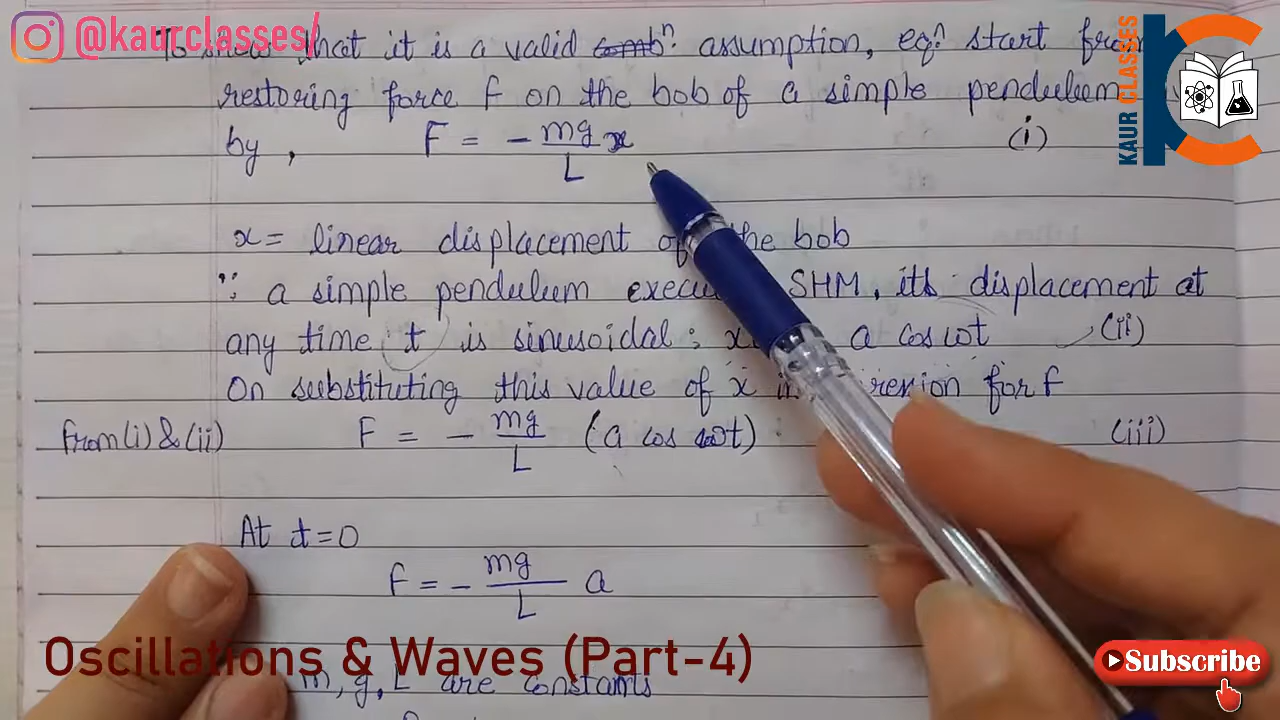 @kaurclasses/
To show that it is a valid assumption, eqⁿ start from
restoring force F on the bob of a simple pendulum
by, F = - mg/L x (i)
x = linear displacement of the bob
∵ a simple pendulum SHM, its displacement at
any time t is sinusoidal : x a cos ωt (ii)
On substituting this value of x in for F
from (i) & (ii) F = - mg/L (a cos ωt) (iii)
At t=0
F = - mg/L a
m, g, L are constants
Oscillations & Waves (Part-4)
KAUR CLASSES
Subscribe